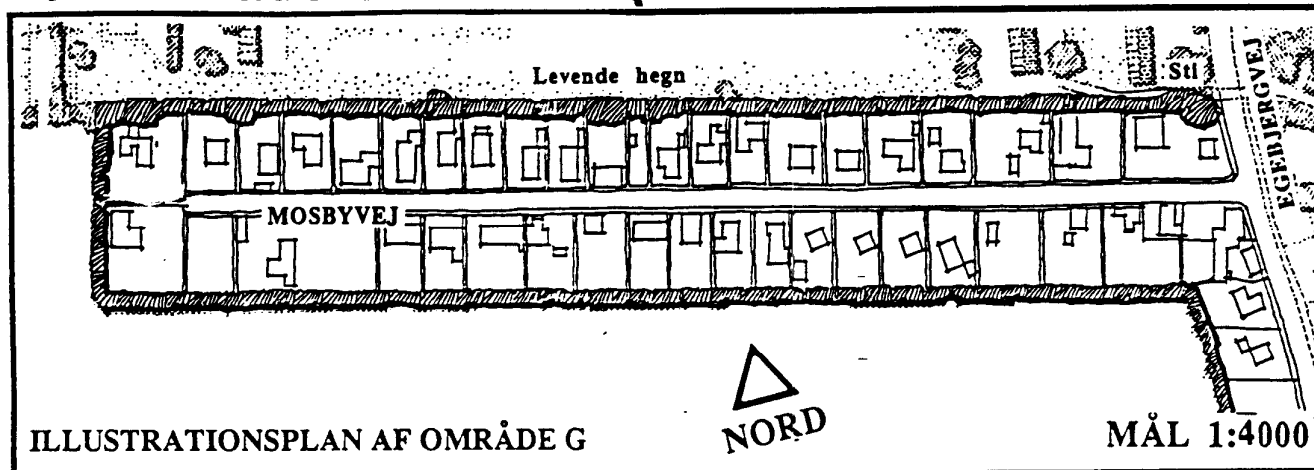 Levende hegn
Sti
EGEBJERGVEJ
MOSBYVEJ
NORD
ILLUSTRATIONSPLAN AF OMRÅDE G
MÅL 1:4000